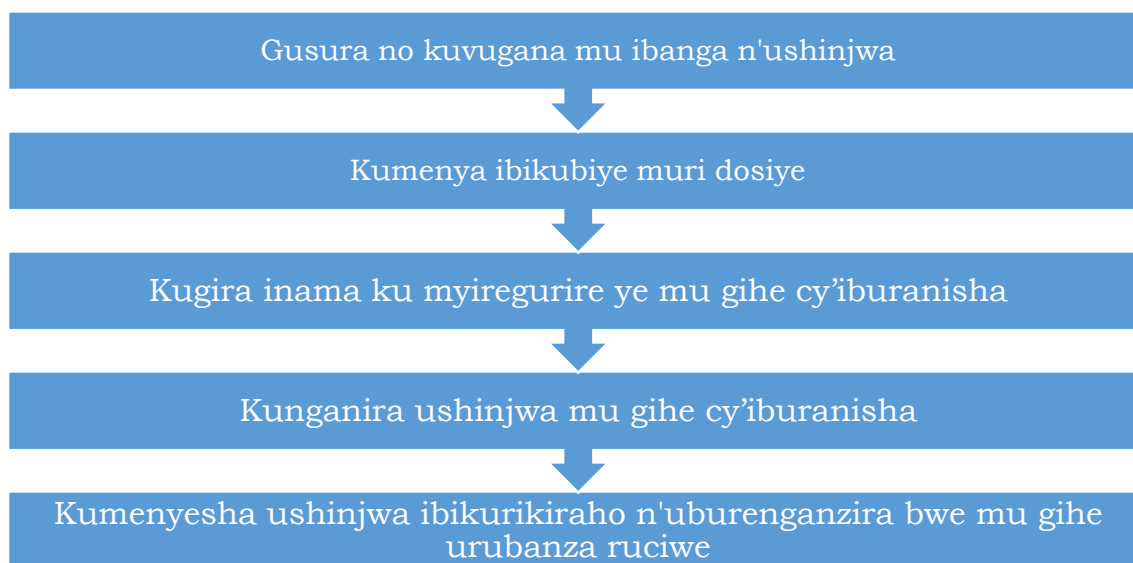 Gusura no kuvugana mu ibanga n'ushinjwa
Kumenya ibikubiye muri dosiye
Kugira inama ku myiregurire ye mu gihe cy’iburanisha
Kunganira ushinjwa mu gihe cy’iburanisha
Kumenyesha ushinjwa ibikurikiraho n'uburenganzira bwe mu gihe
urubanza ruciwe